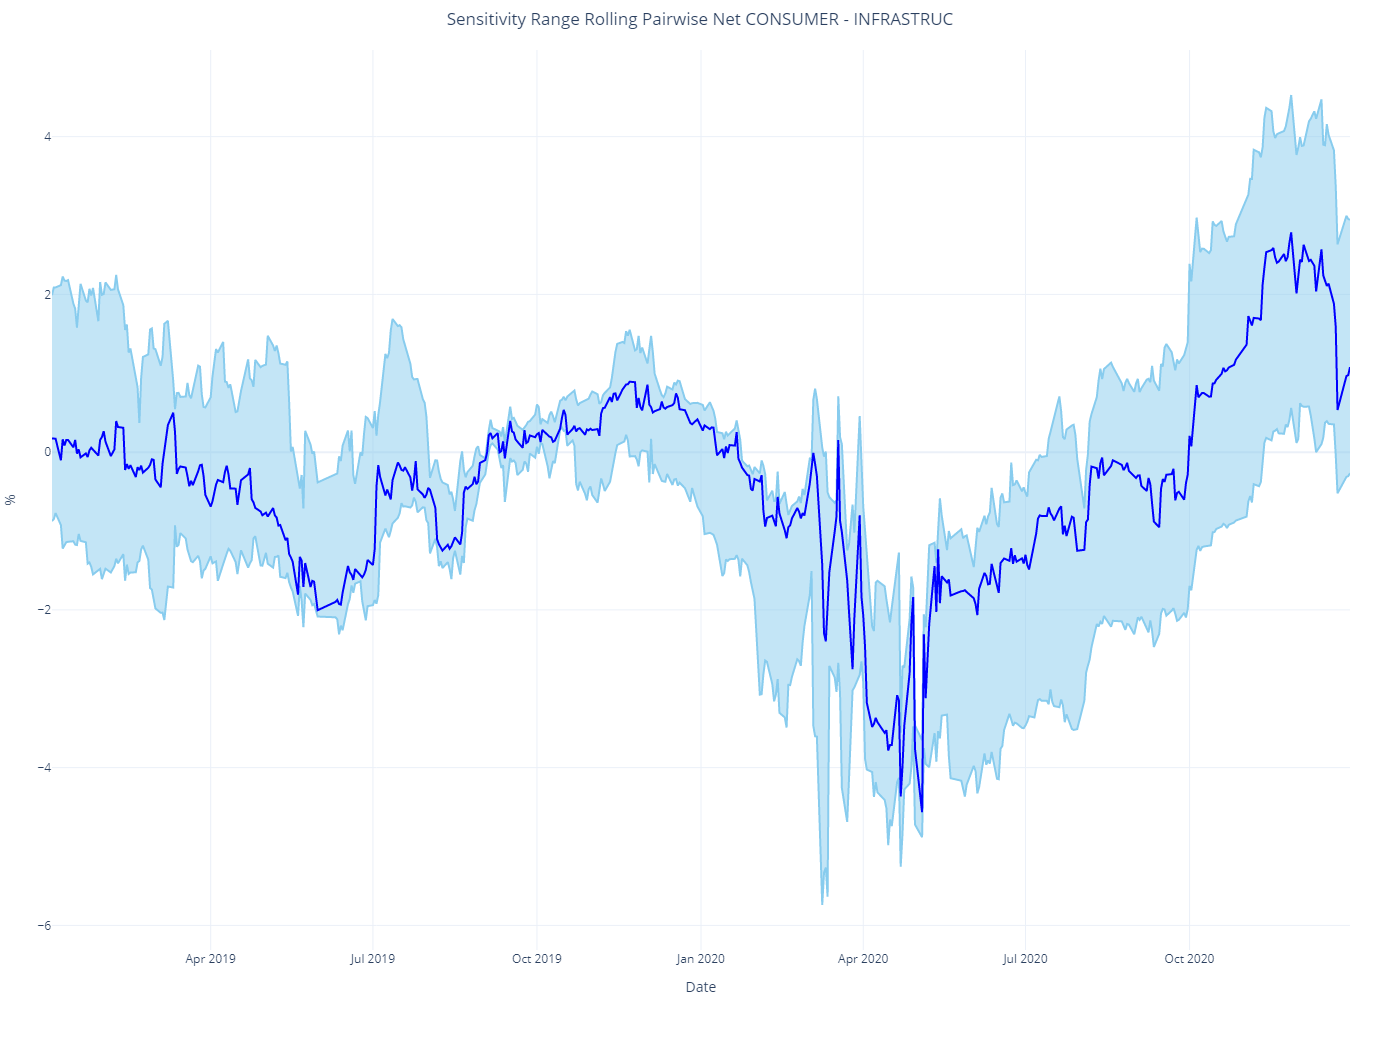 Sensitivity Range Rolling Pairwise Net CONSUMER - INFRASTRUC
4
2
0
−2
−4
−6
%
Apr 2019
Jul 2019
Oct 2019
Jan 2020
Apr 2020
Jul 2020
Oct 2020
Date